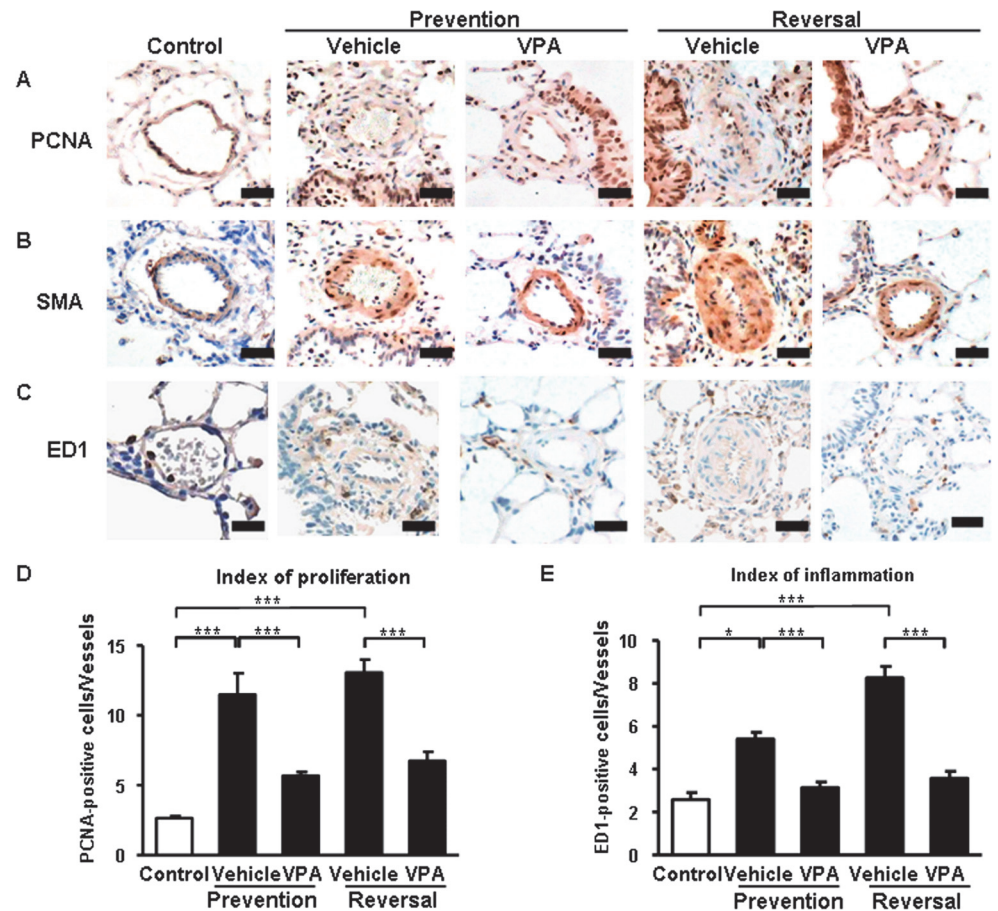 Prevention Reversal
Control Vehicle VPA Vehicle VPA
A
PCNA
B
SMA
C
ED1
D Index of proliferation
*** 
*** *** ***
PCNA-positive cells/Vessels
15
10
5
0
Control Vehicle VPA Vehicle VPA
Prevention Reversal
E Index of inflammation
***
* *** ***
ED1-positive cells/Vessels
10
8
6
4
2
0
Control Vehicle VPA Vehicle VPA
Prevention Reversal